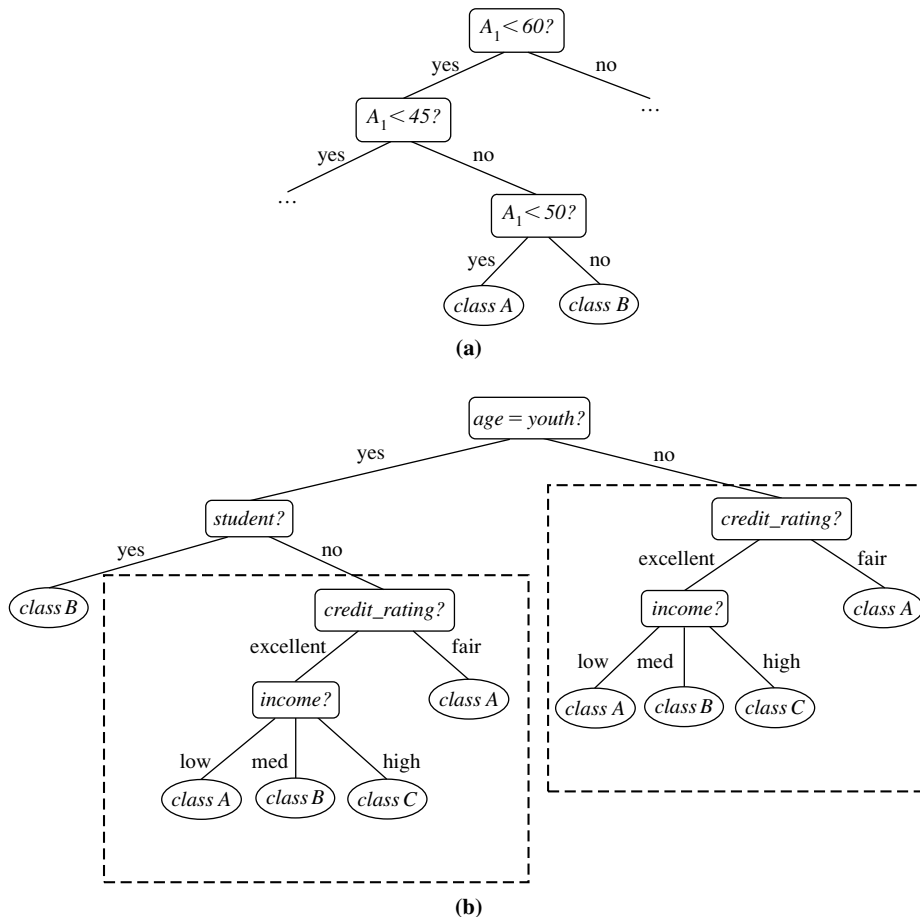 A₁ < 60?
yes
no
A₁ < 45?
...
yes
no
...
A₁ < 50?
yes
no
class A
class B
(a)
age = youth?
yes
no
student?
credit_rating?
yes
no
excellent
fair
class B
credit_rating?
income?
class A
excellent
fair
low
med
high
income?
class A
class A
class B
class C
low
med
high
class A
class B
class C
(b)